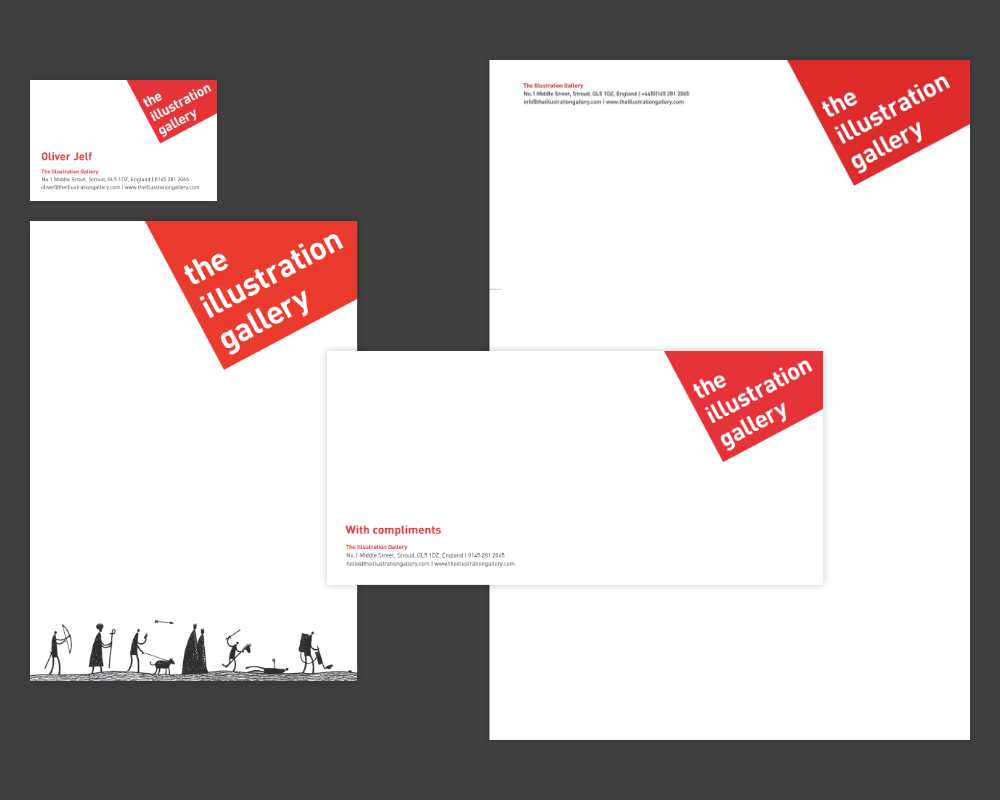 the
illustration
gallery
Oliver Jelf
The Illustration Gallery
No.1 Middle Street, Stroud, GL5 1DZ, England | 0145 281 2065
oliver@theillustrationgallery.com | www.theillustrationgallery.com
The Illustration Gallery
No.1 Middle Street, Stroud, GL5 1DZ, England | +44(0)145 281 2065
info@theillustrationgallery.com | www.theillustrationgallery.com
the
illustration
gallery
the
illustration
gallery
the
illustration
gallery
With compliments
The Illustration Gallery
No.1 Middle Street, Stroud, GL5 1DZ, England | 0145 281 2065
hello@theillustrationgallery.com | www.theillustrationgallery.com